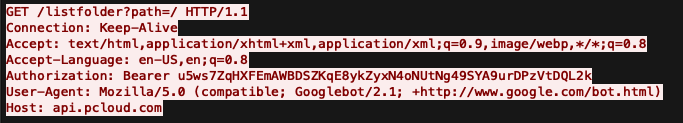 GET /listfolder?path=/ HTTP/1.1
Connection: Keep-Alive
Accept: text/html,application/xhtml+xml,application/xml;q=0.9,image/webp,*/*;q=0.8
Accept-Language: en-US,en;q=0.8
Authorization: Bearer u5ws7ZqHXFEmAWBDSZKqE8ykZyxN4oNUtNg49SYA9urDPzVtDQL2k
User-Agent: Mozilla/5.0 (compatible; Googlebot/2.1; +http://www.google.com/bot.html)
Host: api.pcloud.com